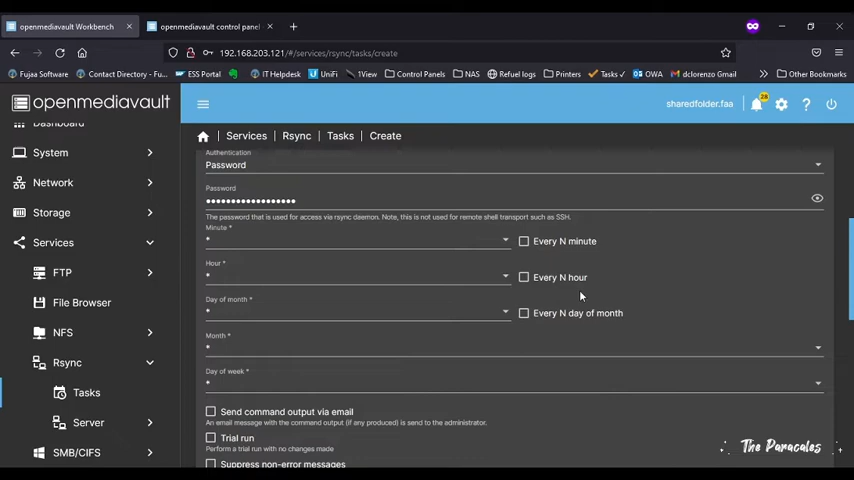 openmediavault Workbench
openmediavault control panel
192.168.203.121/#/services/rsync/tasks/create
Fujaa Software
Contact Directory - Fuj
ESS Portal
IT Helpdesk
UniFi
1View
Control Panels
NAS
Refuel logs
Printers
Tasks ✓
OWA
dclorenzo Gmail
Other Bookmarks
openmediavault
sharedfolder.faa
28
Dashboard
Services
Rsync
Tasks
Create
System
Network
Storage
Services
FTP
File Browser
NFS
Rsync
Tasks
Server
SMB/CIFS
Authentication
Password
Password
••••••••••••••••••
The password that is used for access via rsync daemon. Note, this is not used for remote shell transport such as SSH.
Minute *
*
Every N minute
Hour *
*
Every N hour
Day of month *
*
Every N day of month
Month *
*
Day of week *
*
Send command output via email
An email message with the command output (if any produced) is send to the administrator.
Trial run
Perform a trial run with no changes made
Suppress non-error messages
The Paracales